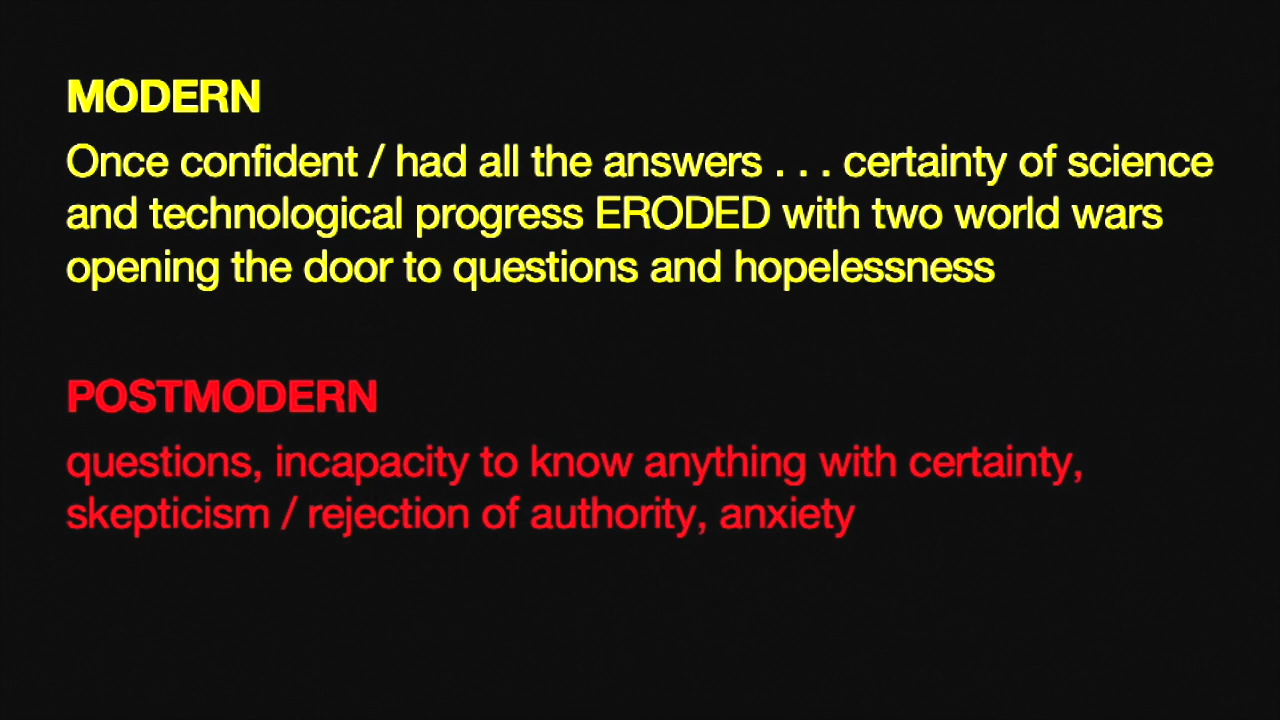 MODERN
Once confident / had all the answers . . . certainty of science
and technological progress ERODED with two world wars
opening the door to questions and hopelessness
POSTMODERN
questions, incapacity to know anything with certainty,
skepticism / rejection of authority, anxiety